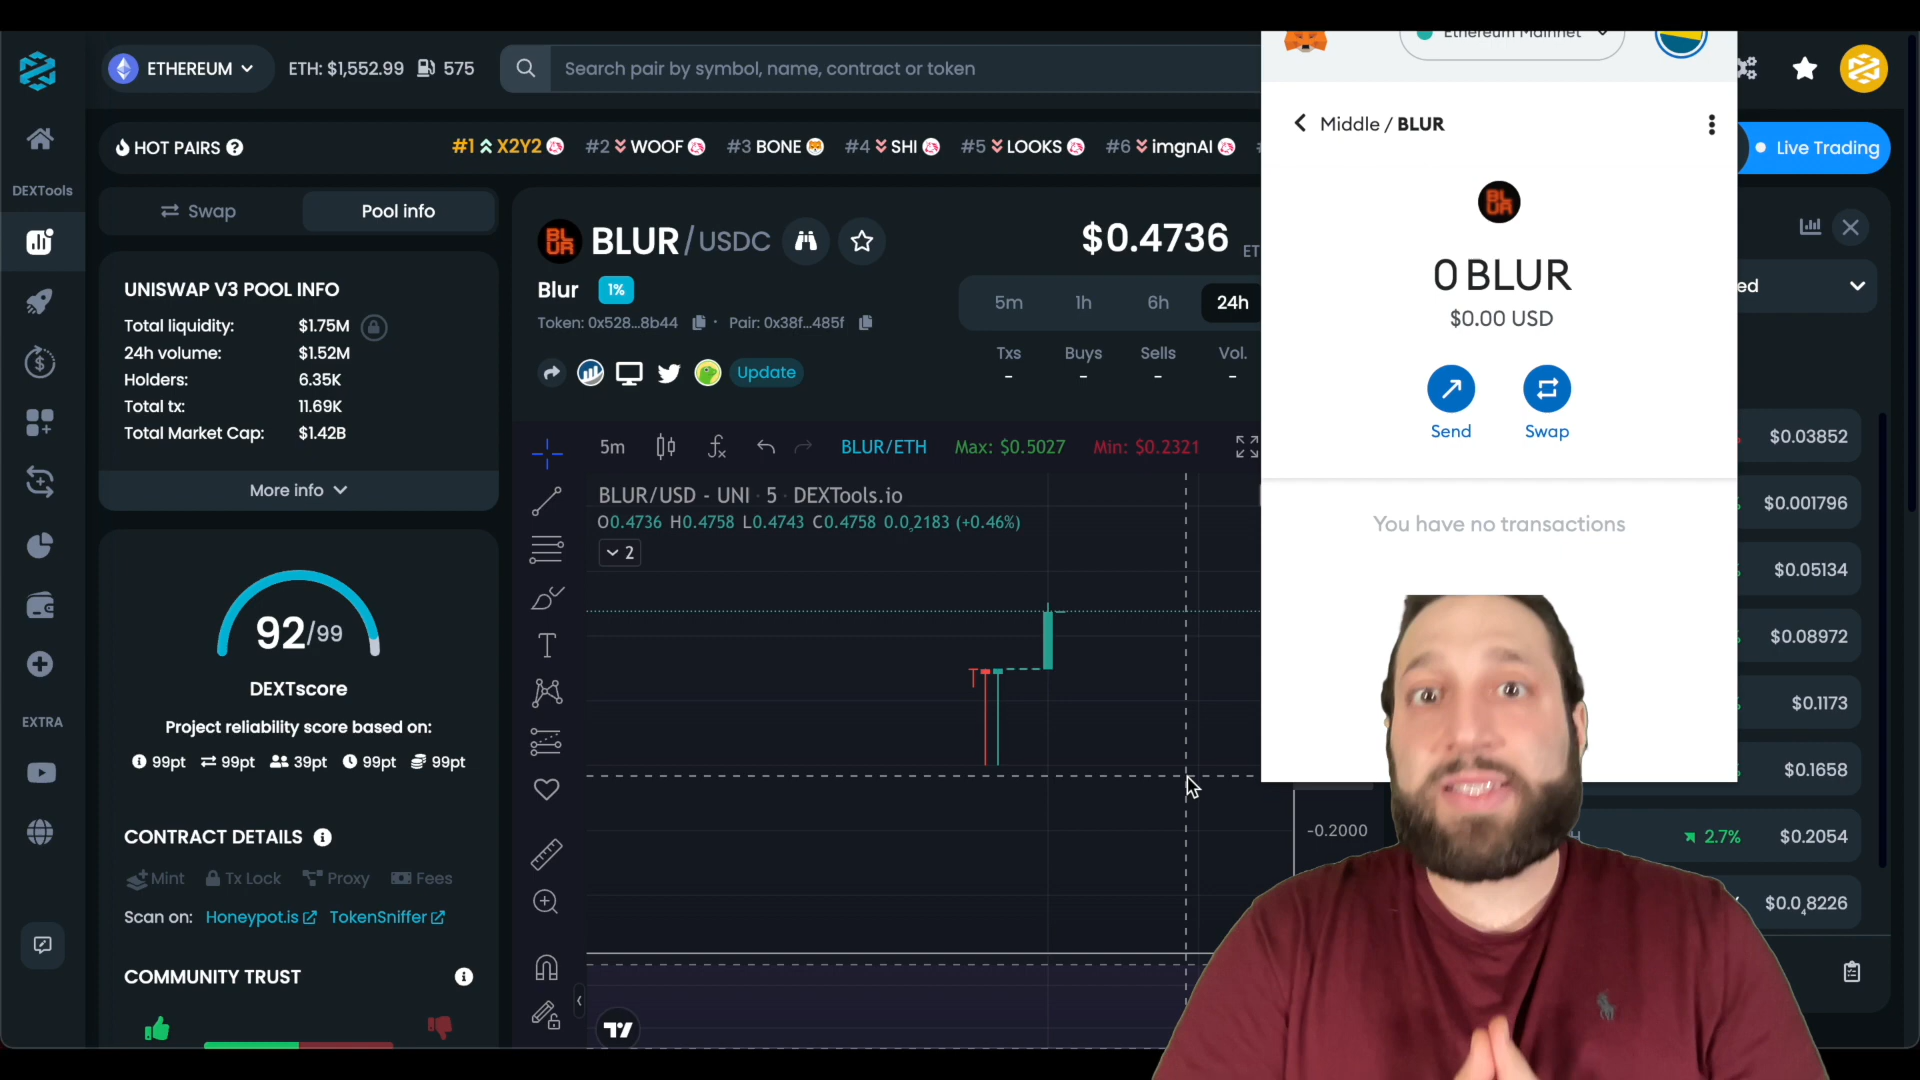 ETHEREUM
ETH: $1,552.99
575
Search pair by symbol, name, contract or token
Ethereum Mainnet
HOT PAIRS
#1 X2Y2
#2 WOOF
#3 BONE
#4 SHI
#5 LOOKS
#6 imgnAI
Live Trading
DEXTools
Swap
Pool info
UNISWAP V3 POOL INFO
Total liquidity: $1.75M
24h volume: $1.52M
Holders: 6.35K
Total tx: 11.69K
Total Market Cap: $1.42B
More info
92/99
DEXTscore
Project reliability score based on:
99pt 99pt 39pt 99pt 99pt
EXTRA
CONTRACT DETAILS
Mint Tx Lock Proxy Fees
Scan on: Honeypot.is TokenSniffer
COMMUNITY TRUST
BLUR/USDC
$0.4736
Blur
1%
Token: 0x528...8b44 · Pair: 0x38f...485f
Update
5m 1h 6h 24h
Txs Buys Sells Vol.
- - - -
5m
BLUR/ETH
Max: $0.5027
Min: $0.2321
BLUR/USD - UNI · 5 · DEXTools.io
O0.4736 H0.4758 L0.4743 C0.4758 0.0₂2183 (+0.46%)
2
-0.2000
Middle / BLUR
BLUR
0 BLUR
$0.00 USD
Send
Swap
You have no transactions
ed
$0.03852
$0.001796
$0.05134
$0.08972
$0.1173
$0.1658
2.7% $0.2054
$0.0₄8226